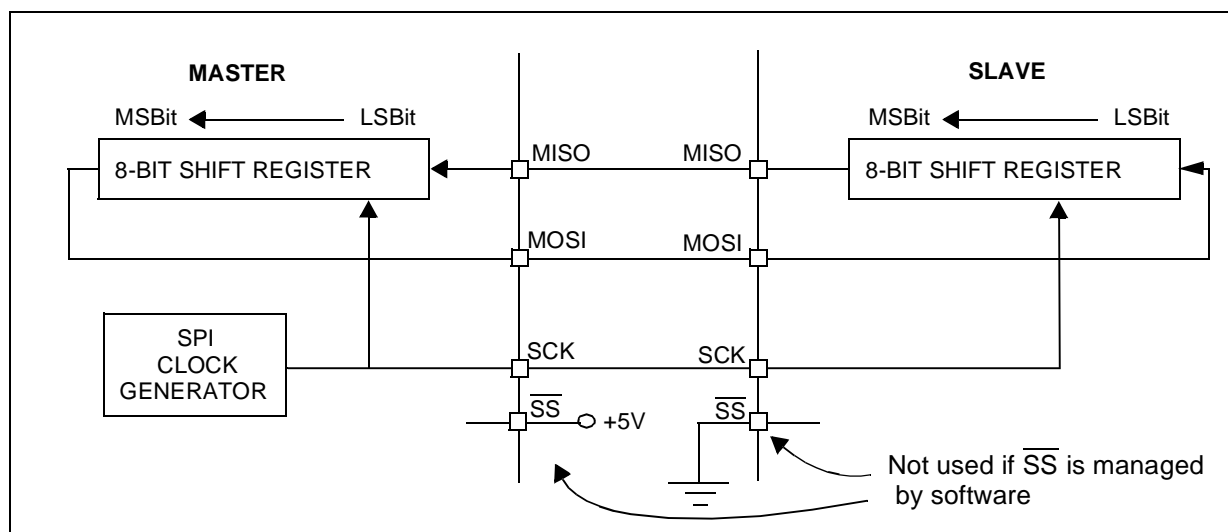 MASTER
SLAVE
MSBit LSBit
MSBit LSBit
8-BIT SHIFT REGISTER
MISO
MISO
8-BIT SHIFT REGISTER
MOSI
MOSI
SPI
CLOCK
GENERATOR
SCK
SCK
SS
+5V
SS
Not used if SS is managed
by software